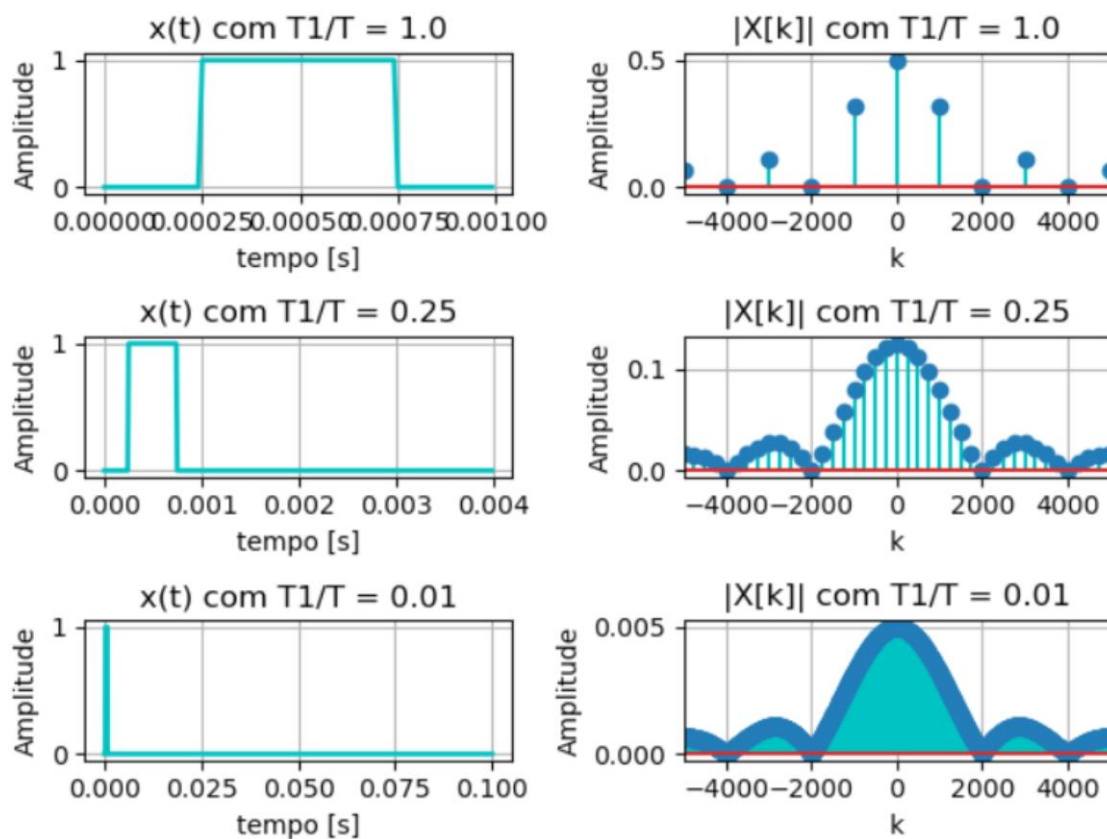 x(t) com T1/T = 1.0
Amplitude
1
0
0.00000 0.00025 0.00050 0.00075 0.00100
tempo [s]
|X[k]| com T1/T = 1.0
Amplitude
0.5
0.0
−4000 −2000 0 2000 4000
k
x(t) com T1/T = 0.25
Amplitude
1
0
0.000 0.001 0.002 0.003 0.004
tempo [s]
|X[k]| com T1/T = 0.25
Amplitude
0.1
0.0
−4000 −2000 0 2000 4000
k
x(t) com T1/T = 0.01
Amplitude
1
0
0.000 0.025 0.050 0.075 0.100
tempo [s]
|X[k]| com T1/T = 0.01
Amplitude
0.005
0.000
−4000 −2000 0 2000 4000
k